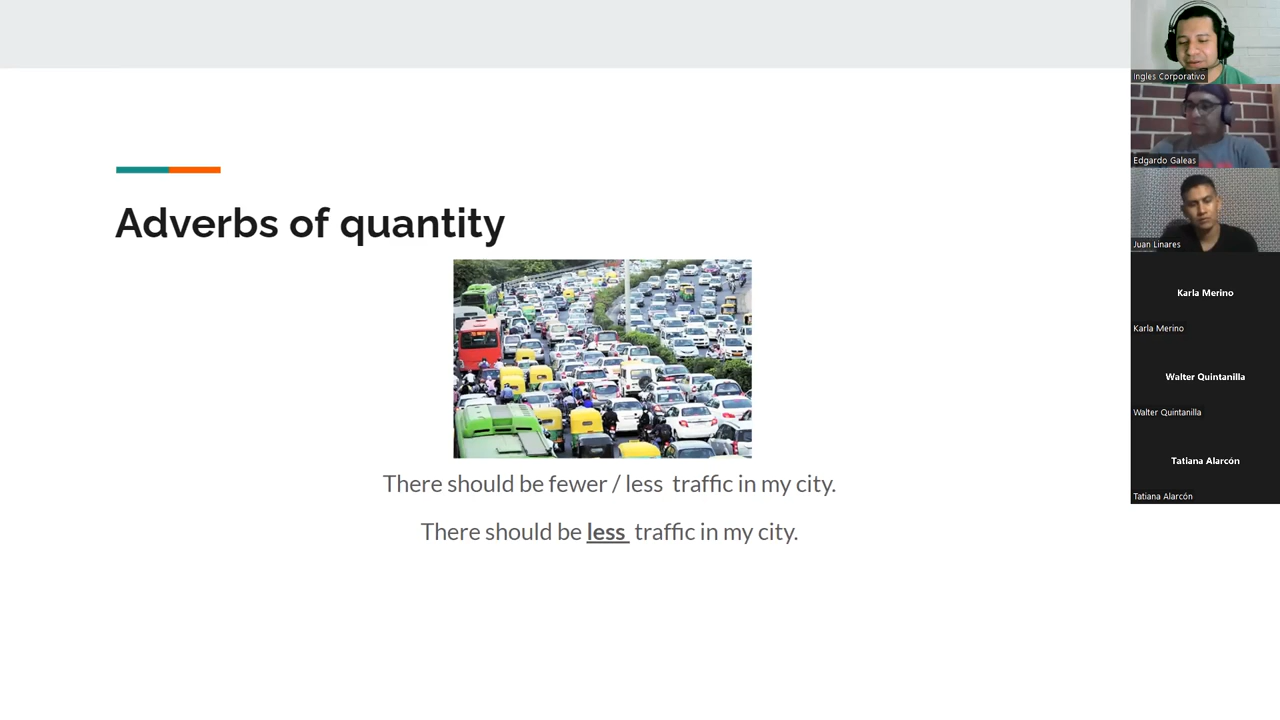 Adverbs of quantity
There should be fewer / less traffic in my city.
There should be less traffic in my city.
Ingles Corporativo
Edgardo Galeas
Juan Linares
Karla Merino
Karla Merino
Walter Quintanilla
Walter Quintanilla
Tatiana Alarcón
Tatiana Alarcón